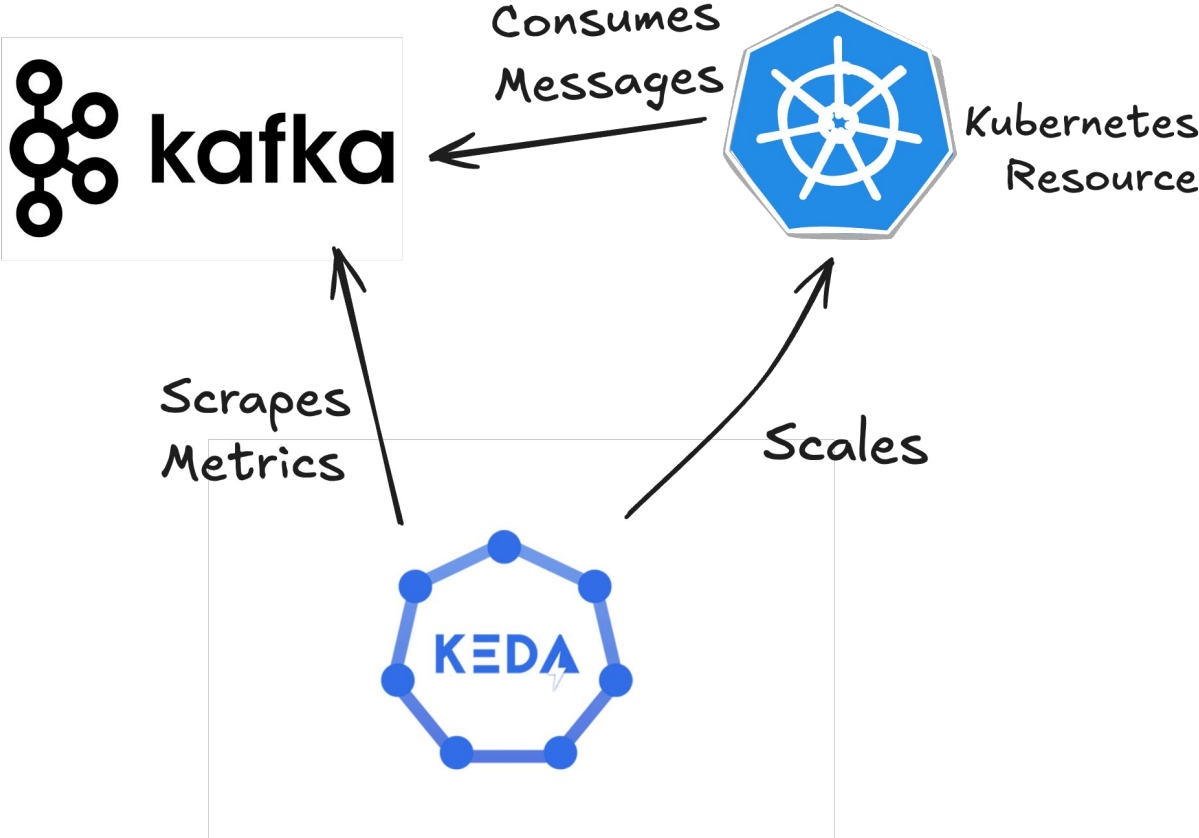 Consumes
Messages
kafka
Kubernetes
Resource
Scrapes
Metrics
Scales
KEDA